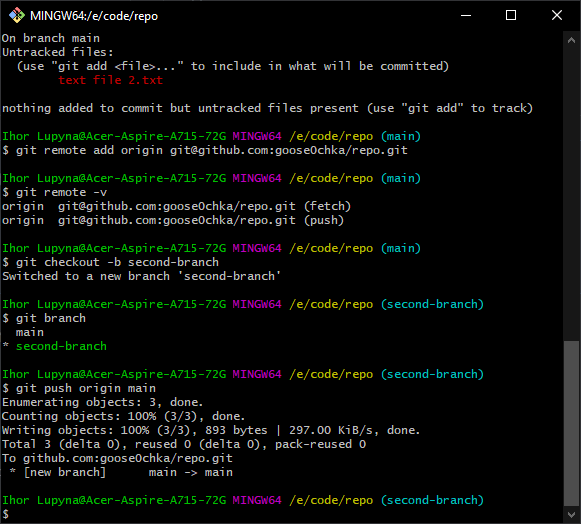 MINGW64:/e/code/repo
On branch main
Untracked files:
  (use "git add <file>..." to include in what will be committed)
        text file 2.txt

nothing added to commit but untracked files present (use "git add" to track)

Ihor Lupyna@Acer-Aspire-A715-72G MINGW64 /e/code/repo (main)
$ git remote add origin git@github.com:goose0chka/repo.git

Ihor Lupyna@Acer-Aspire-A715-72G MINGW64 /e/code/repo (main)
$ git remote -v
origin  git@github.com:goose0chka/repo.git (fetch)
origin  git@github.com:goose0chka/repo.git (push)

Ihor Lupyna@Acer-Aspire-A715-72G MINGW64 /e/code/repo (main)
$ git checkout -b second-branch
Switched to a new branch 'second-branch'

Ihor Lupyna@Acer-Aspire-A715-72G MINGW64 /e/code/repo (second-branch)
$ git branch
  main
* second-branch

Ihor Lupyna@Acer-Aspire-A715-72G MINGW64 /e/code/repo (second-branch)
$ git push origin main
Enumerating objects: 3, done.
Counting objects: 100% (3/3), done.
Writing objects: 100% (3/3), 893 bytes | 297.00 KiB/s, done.
Total 3 (delta 0), reused 0 (delta 0), pack-reused 0
To github.com:goose0chka/repo.git
 * [new branch]      main -> main

Ihor Lupyna@Acer-Aspire-A715-72G MINGW64 /e/code/repo (second-branch)
$